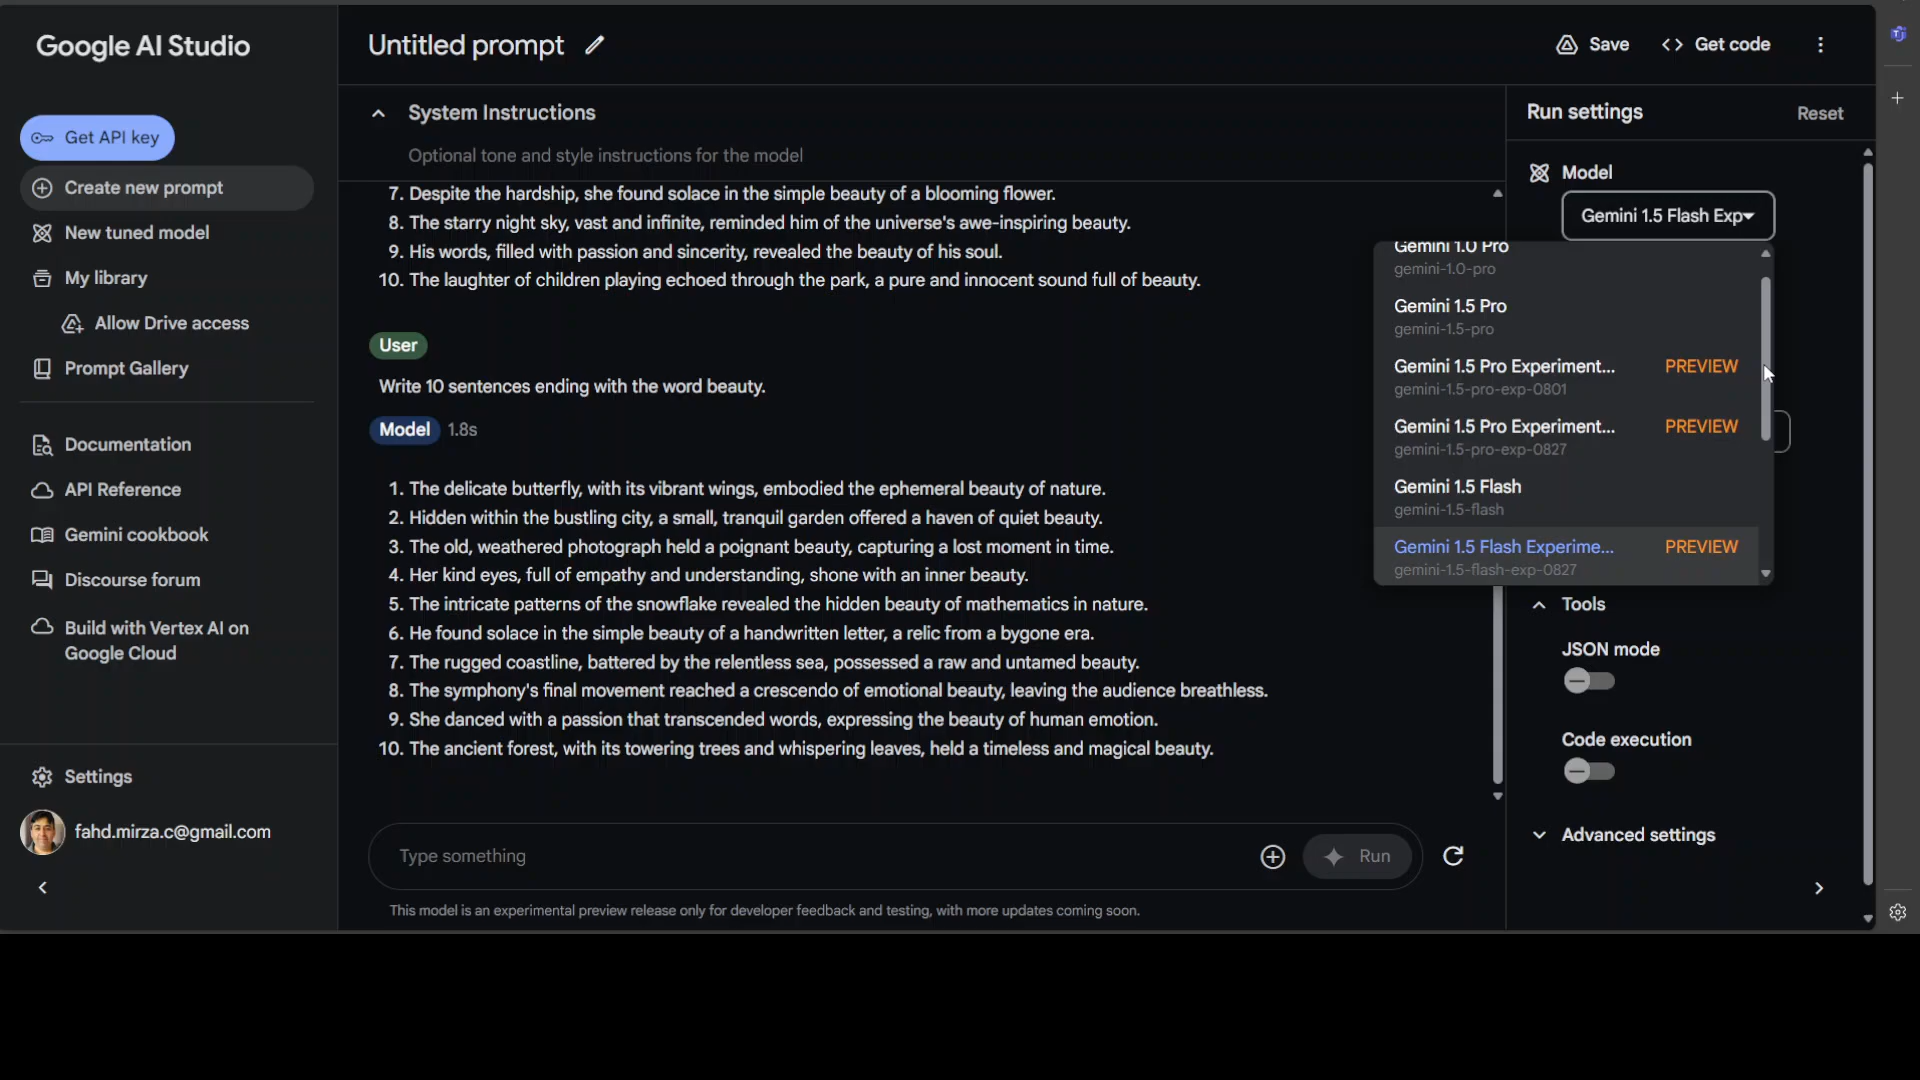 Google AI Studio
Get API key
Create new prompt
New tuned model
My library
Allow Drive access
Prompt Gallery
Documentation
API Reference
Gemini cookbook
Discourse forum
Build with Vertex AI on
Google Cloud
Settings
fahd.mirza.c@gmail.com
Untitled prompt
Save
Get code
System Instructions
Optional tone and style instructions for the model
7. Despite the hardship, she found solace in the simple beauty of a blooming flower.
8. The starry night sky, vast and infinite, reminded him of the universe's awe-inspiring beauty.
9. His words, filled with passion and sincerity, revealed the beauty of his soul.
10. The laughter of children playing echoed through the park, a pure and innocent sound full of beauty.
User
Write 10 sentences ending with the word beauty.
Model 1.8s
1. The delicate butterfly, with its vibrant wings, embodied the ephemeral beauty of nature.
2. Hidden within the bustling city, a small, tranquil garden offered a haven of quiet beauty.
3. The old, weathered photograph held a poignant beauty, capturing a lost moment in time.
4. Her kind eyes, full of empathy and understanding, shone with an inner beauty.
5. The intricate patterns of the snowflake revealed the hidden beauty of mathematics in nature.
6. He found solace in the simple beauty of a handwritten letter, a relic from a bygone era.
7. The rugged coastline, battered by the relentless sea, possessed a raw and untamed beauty.
8. The symphony's final movement reached a crescendo of emotional beauty, leaving the audience breathless.
9. She danced with a passion that transcended words, expressing the beauty of human emotion.
10. The ancient forest, with its towering trees and whispering leaves, held a timeless and magical beauty.
Type something
Run
This model is an experimental preview release only for developer feedback and testing, with more updates coming soon.
Run settings
Reset
Model
Gemini 1.5 Flash Exp
Gemini 1.0 Pro
gemini-1.0-pro
Gemini 1.5 Pro
gemini-1.5-pro
Gemini 1.5 Pro Experiment... PREVIEW
gemini-1.5-pro-exp-0801
Gemini 1.5 Pro Experiment... PREVIEW
gemini-1.5-pro-exp-0827
Gemini 1.5 Flash
gemini-1.5-flash
Gemini 1.5 Flash Experime... PREVIEW
gemini-1.5-flash-exp-0827
Tools
JSON mode
Code execution
Advanced settings